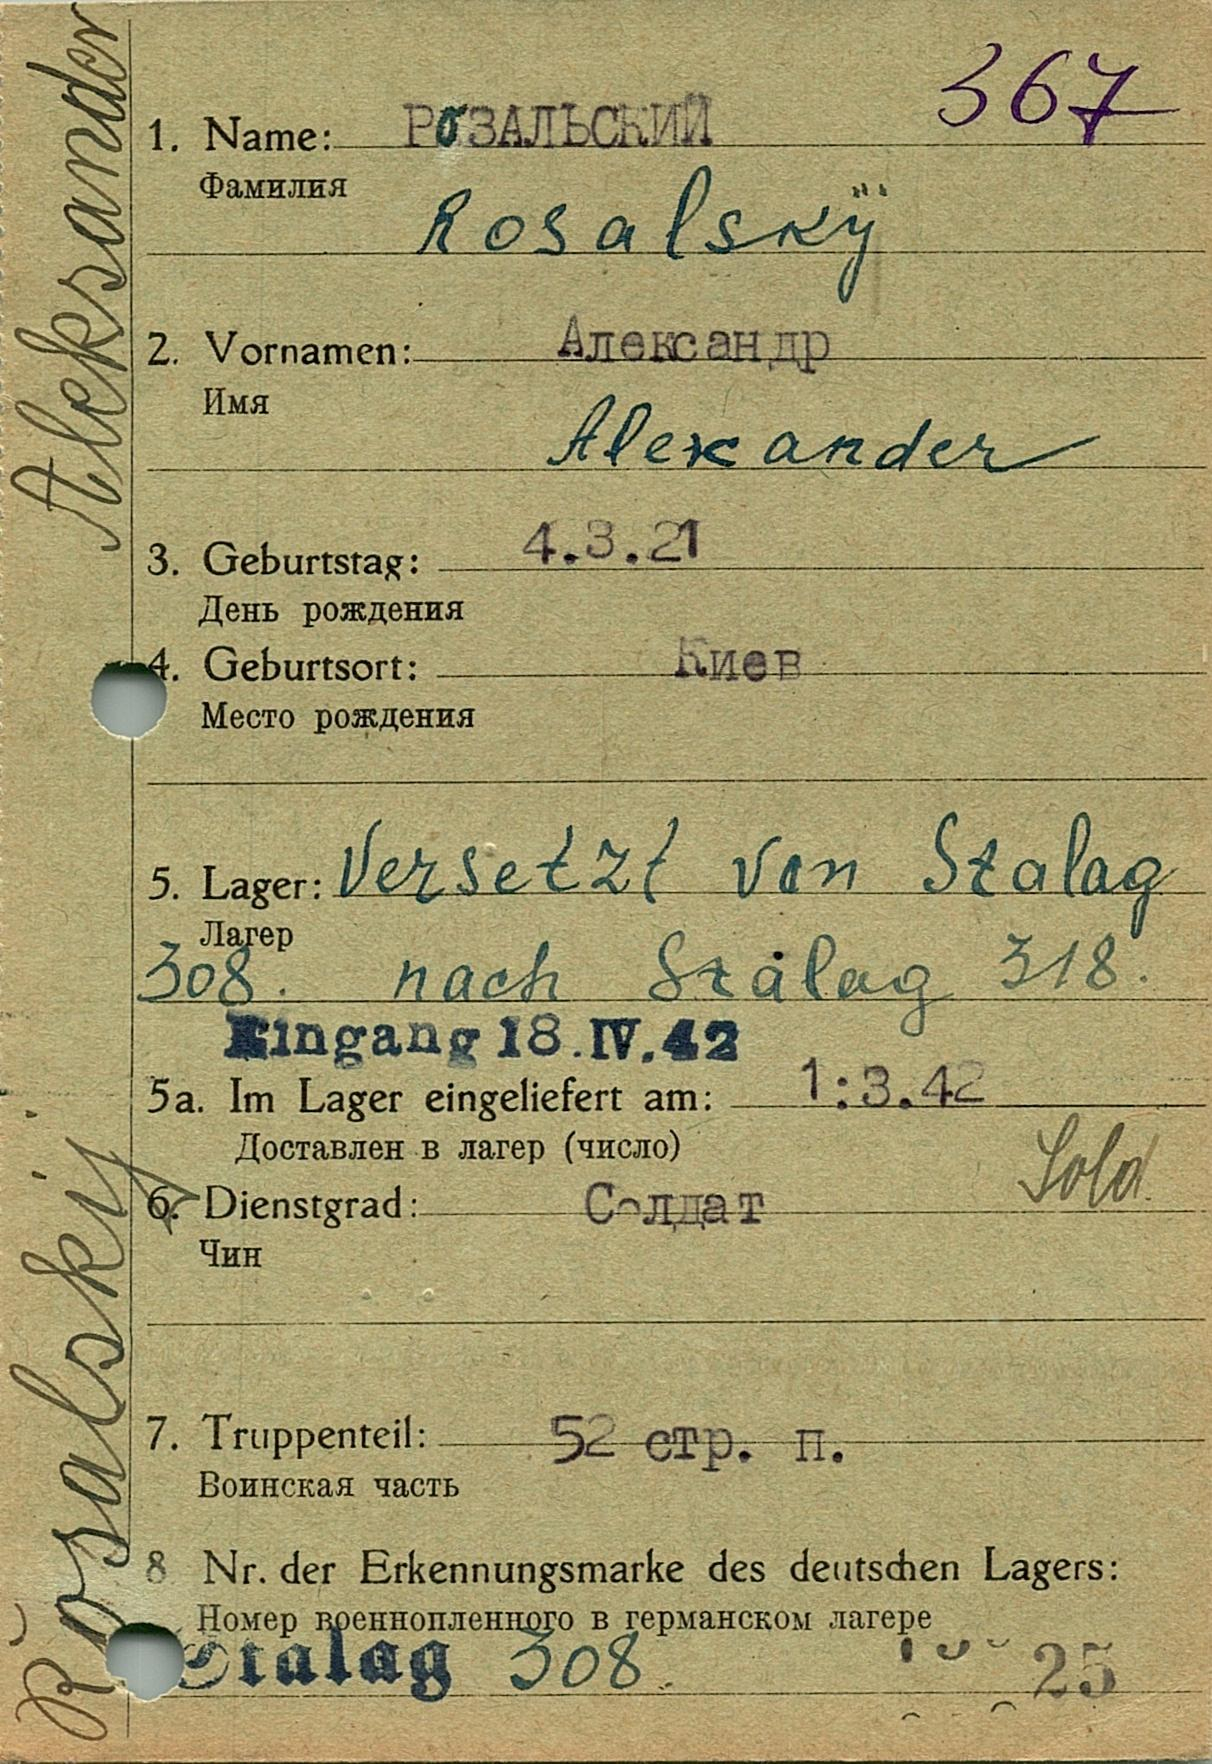 367
1. Name: РОЗАЛЬСКИЙ
Фамилия
Rosalskÿ
2. Vornamen: Александр
Имя
Alexander
3. Geburtstag: 4.3.21
День рождения
4. Geburtsort: Киев
Место рождения
5. Lager: Versetzt von Stalag
Лагер
308. nach Stalag 318.
Eingang 18.IV.42
5a. Im Lager eingeliefert am: 1:3.42
Доставлен в лагер (число)
Sold.
6. Dienstgrad: Солдат
Чин
7. Truppenteil: 52 стр. п.
Воинская часть
8 Nr. der Erkennungsmarke des deutschen Lagers:
Номер военнопленного в германском лагере
Stalag 308. 25
Rosalskij Aleksander